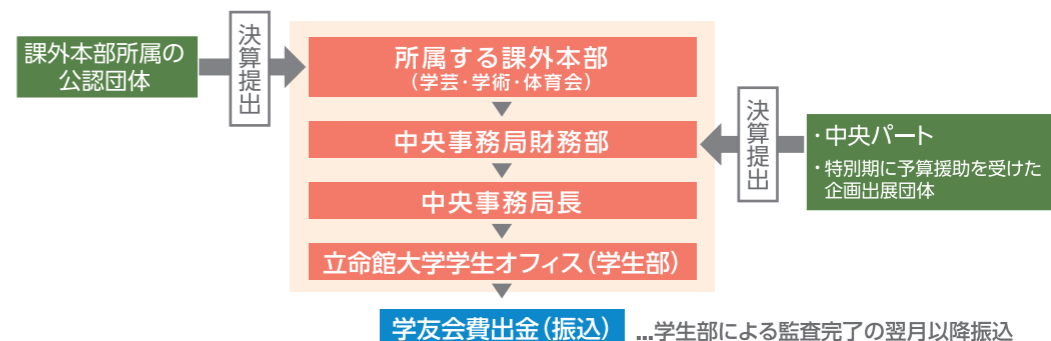 課外本部所属の
公認団体
決算提出
所属する課外本部
（学芸・学術・体育会）
中央事務局財務部
決算提出
・中央パート
・特別期に予算援助を受けた
企画出展団体
中央事務局長
立命館大学学生オフィス（学生部）
学友会費出金（振込）
...学生部による監査完了の翌月以降振込